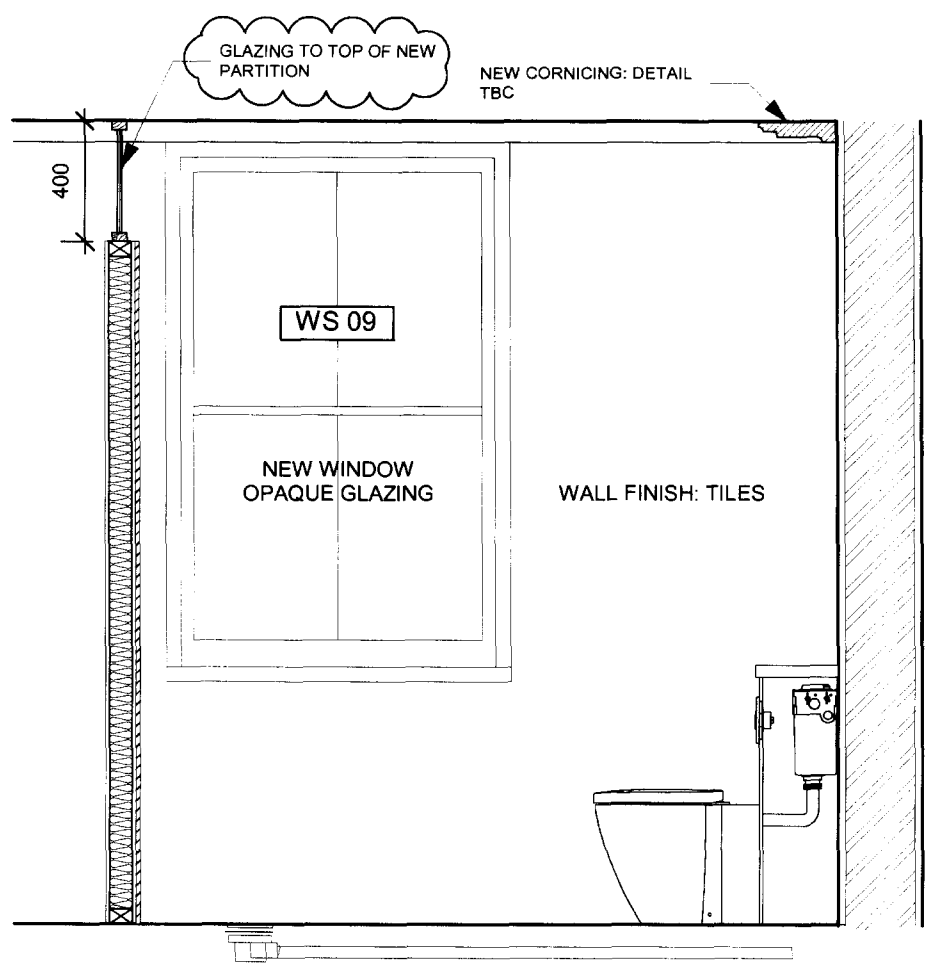 GLAZING TO TOP OF NEW
PARTITION
NEW CORNICING: DETAIL
TBC
400
WS 09
NEW WINDOW
OPAQUE GLAZING
WALL FINISH: TILES